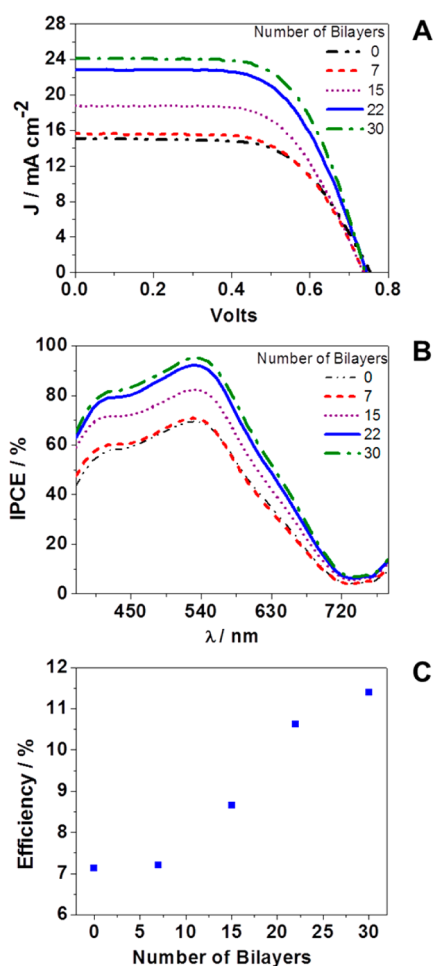 A
Number of Bilayers
0
7
15
22
30
J / mA cm-2
28
24
20
16
12
8
4
0
0.0 0.2 0.4 0.6 0.8
Volts
B
Number of Bilayers
0
7
15
22
30
IPCE / %
100
80
60
40
20
0
450 540 630 720
λ / nm
C
Efficiency / %
12
11
10
9
8
7
6
0 5 10 15 20 25 30
Number of Bilayers